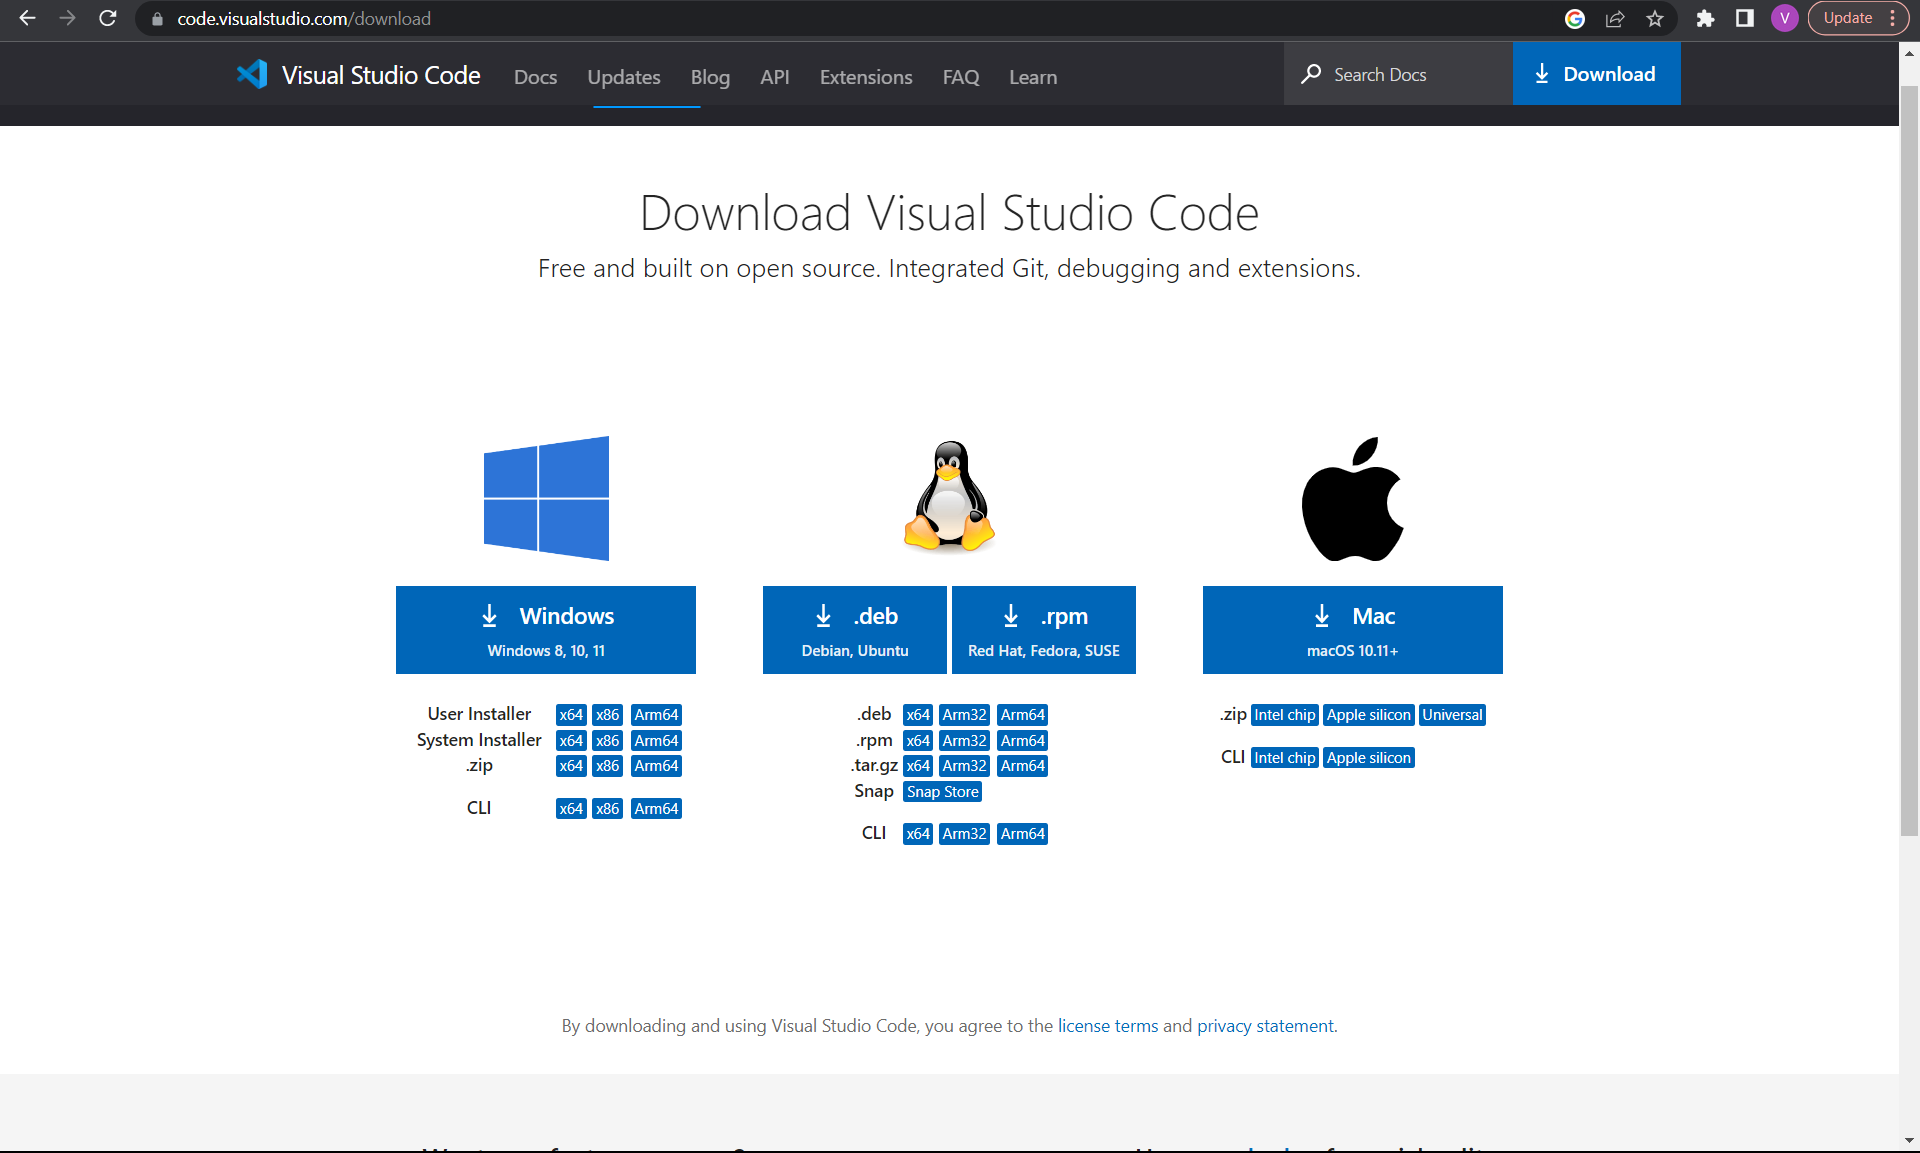 code.visualstudio.com/download
V
Update
Visual Studio Code Docs Updates Blog API Extensions FAQ Learn
Search Docs
Download
Download Visual Studio Code
Free and built on open source. Integrated Git, debugging and extensions.
Windows
Windows 8, 10, 11
.deb
Debian, Ubuntu
.rpm
Red Hat, Fedora, SUSE
Mac
macOS 10.11+
User Installer x64 x86 Arm64
System Installer x64 x86 Arm64
.zip x64 x86 Arm64
CLI x64 x86 Arm64
.deb x64 Arm32 Arm64
.rpm x64 Arm32 Arm64
.tar.gz x64 Arm32 Arm64
Snap Snap Store
CLI x64 Arm32 Arm64
.zip Intel chip Apple silicon Universal
CLI Intel chip Apple silicon
By downloading and using Visual Studio Code, you agree to the license terms and privacy statement.